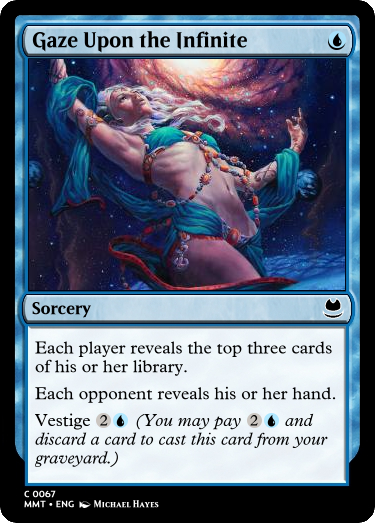 Gaze Upon the Infinite
Sorcery
Each player reveals the top three cards
of his or her library.
Each opponent reveals his or her hand.
Vestige 2 (You may pay 2 and
discard a card to cast this card from your
graveyard.)
C 0067
MMT • ENG Michael Hayes